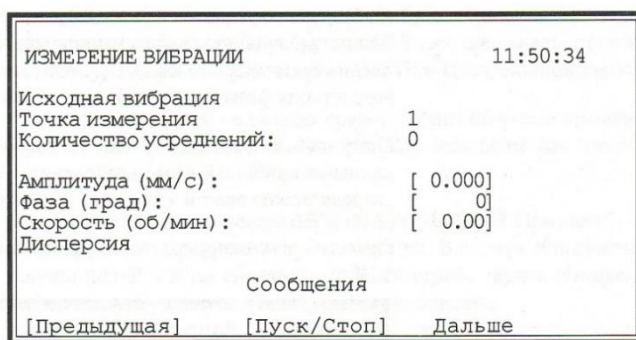 ИЗМЕРЕНИЕ ВИБРАЦИИ 11:50:34
Исходная вибрация
Точка измерения 1
Количество усреднений: 0
Амплитуда (мм/с): [ 0.000]
Фаза (град): [ 0]
Скорость (об/мин): [ 0.00]
Дисперсия
Сообщения
[Предыдущая] [Пуск/Стоп] Дальше